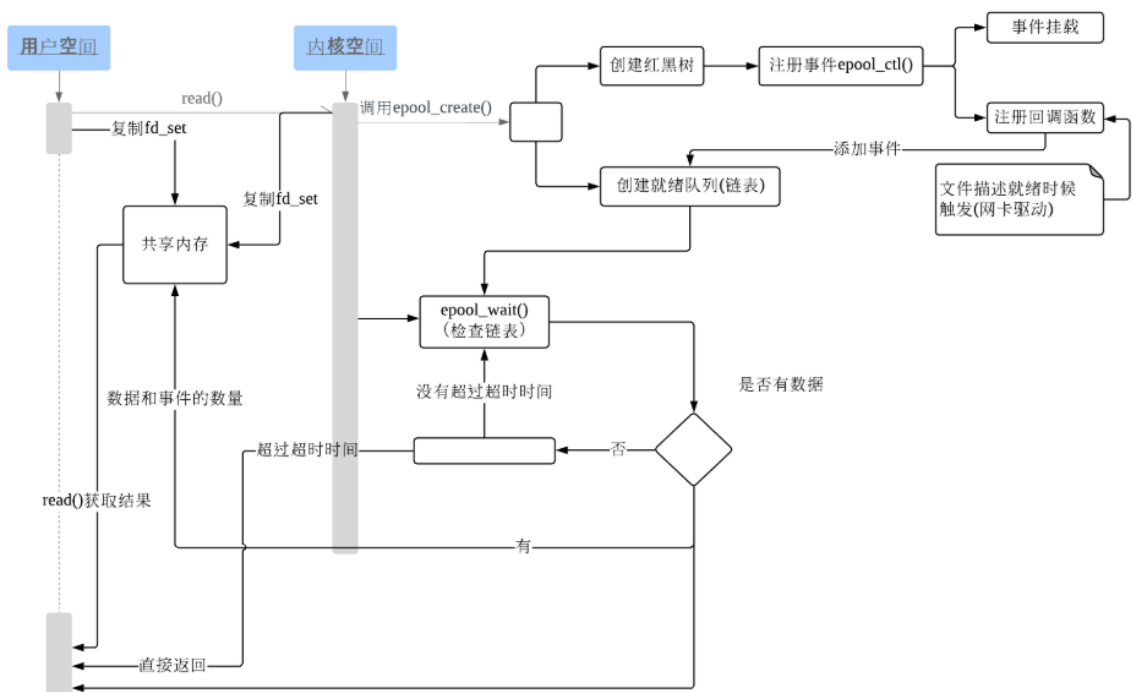 用户空间
内核空间
事件挂载
创建红黑树
注册事件epool_ctl()
read()
调用epool_create()
复制fd_set
注册回调函数
添加事件
创建就绪队列(链表)
复制fd_set
文件描述就绪时候
触发(网卡驱动)
共享内存
epool_wait()
（检查链表）
数据和事件的数量
没有超过超时时间
是否有数据
超过超时时间
否
read()获取结果
有
直接返回